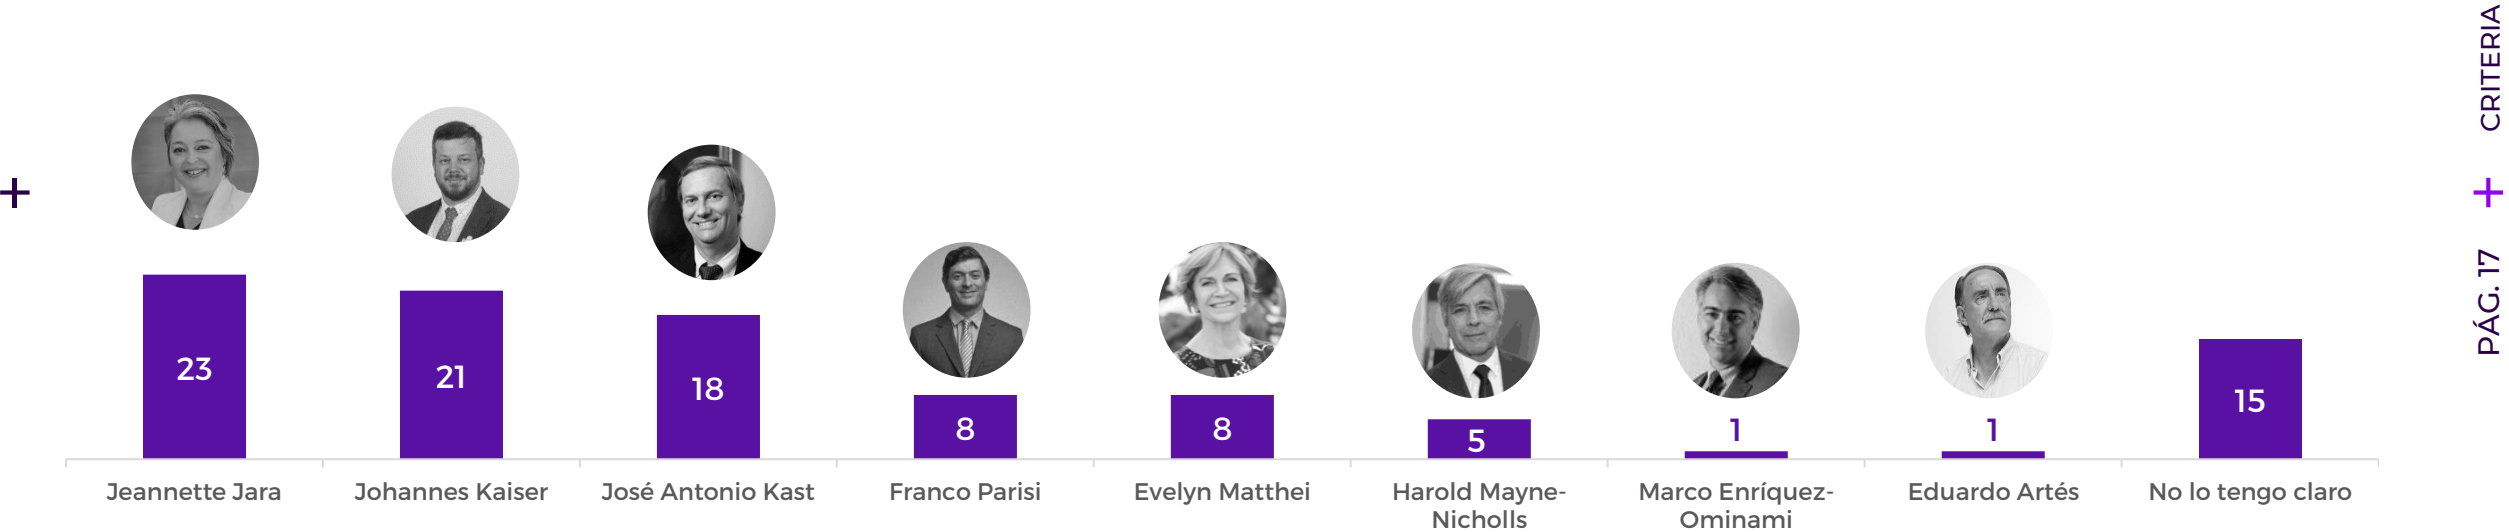 23
21
18
8
8
5
1
1
15
Jeannette Jara
Johannes Kaiser
José Antonio Kast
Franco Parisi
Evelyn Matthei
Harold Mayne-
Nicholls
Marco Enríquez-
Ominami
Eduardo Artés
No lo tengo claro
PÁG. 17 + CRITERIA